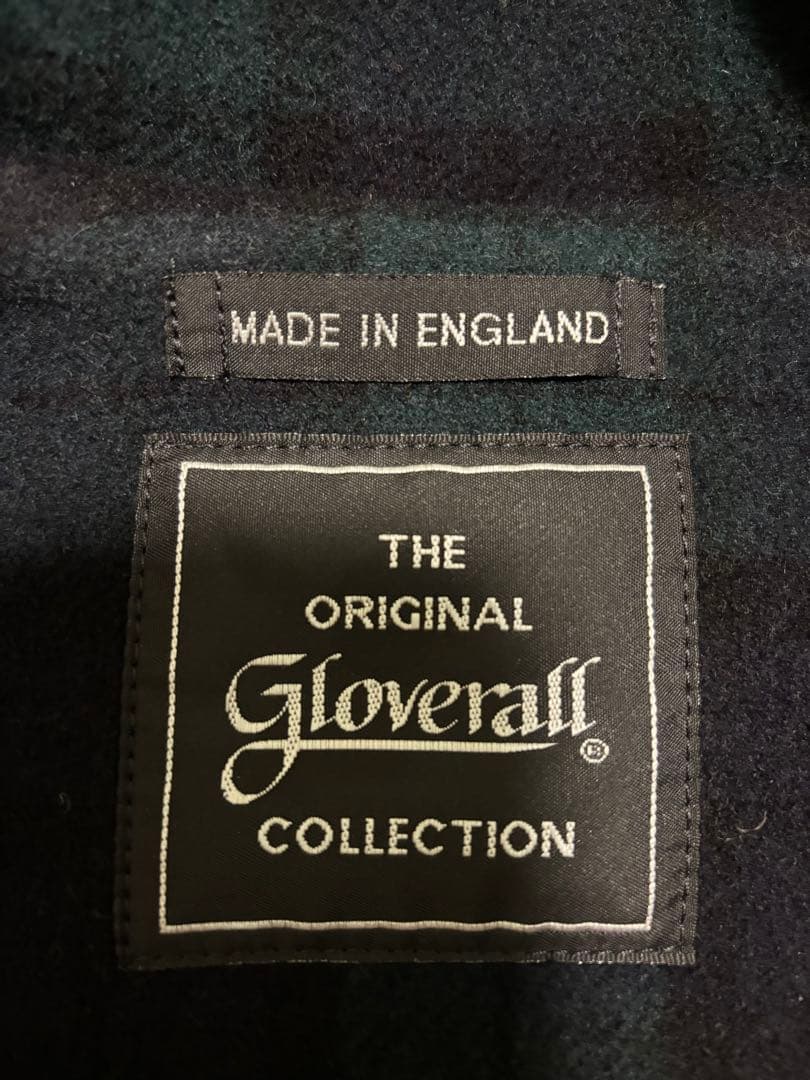 MADE IN ENGLAND
THE
ORIGINAL
Gloverall®
COLLECTION